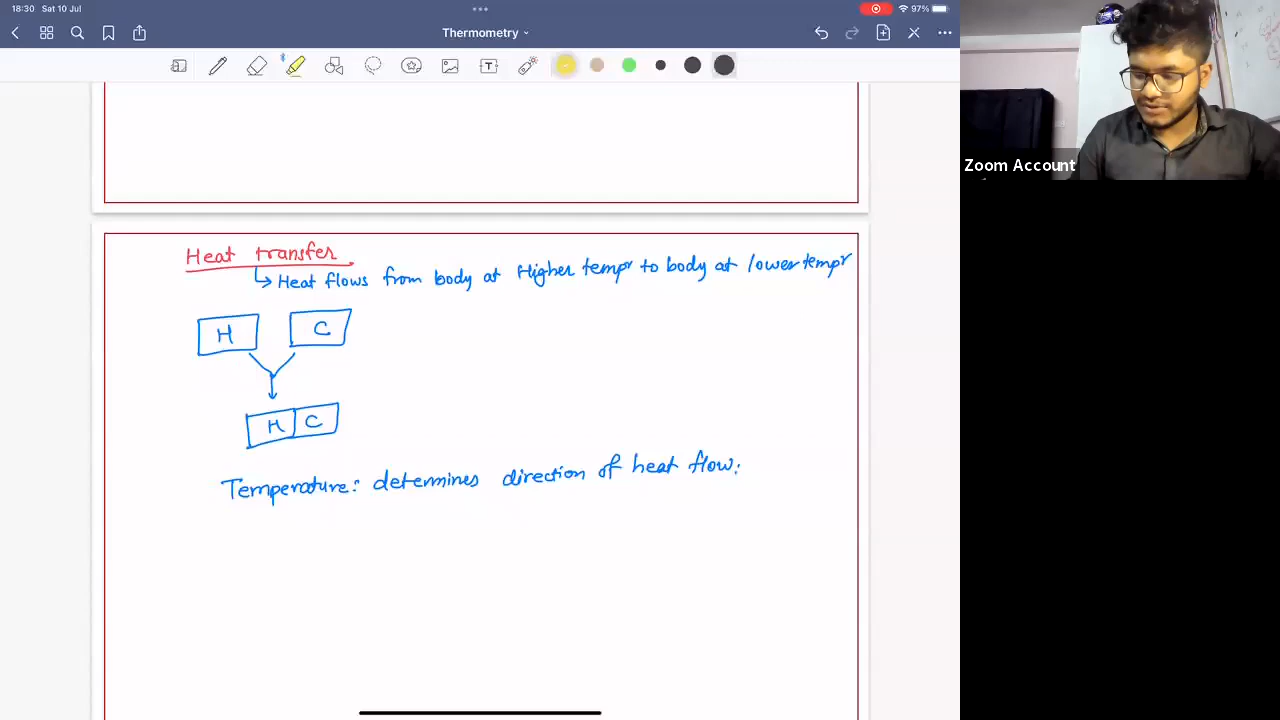 18:30 Sat 10 Jul
97%
Thermometry
Zoom Account
Heat transfer
Heat flows from body at Higher tempr to body at lower tempr
H C
H C
Temperature: determines direction of heat flow: